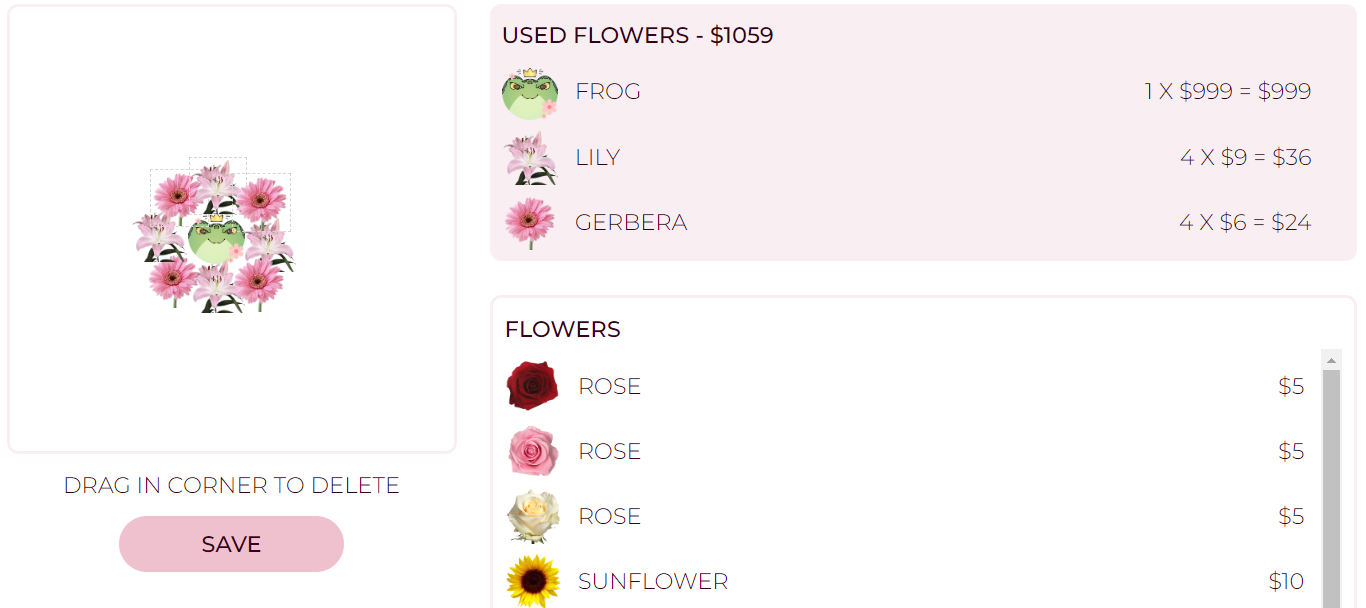 USED FLOWERS - $1059
FROG 1 X $999 = $999
LILY 4 X $9 = $36
GERBERA 4 X $6 = $24
DRAG IN CORNER TO DELETE
SAVE
FLOWERS
ROSE $5
ROSE $5
ROSE $5
SUNFLOWER $10